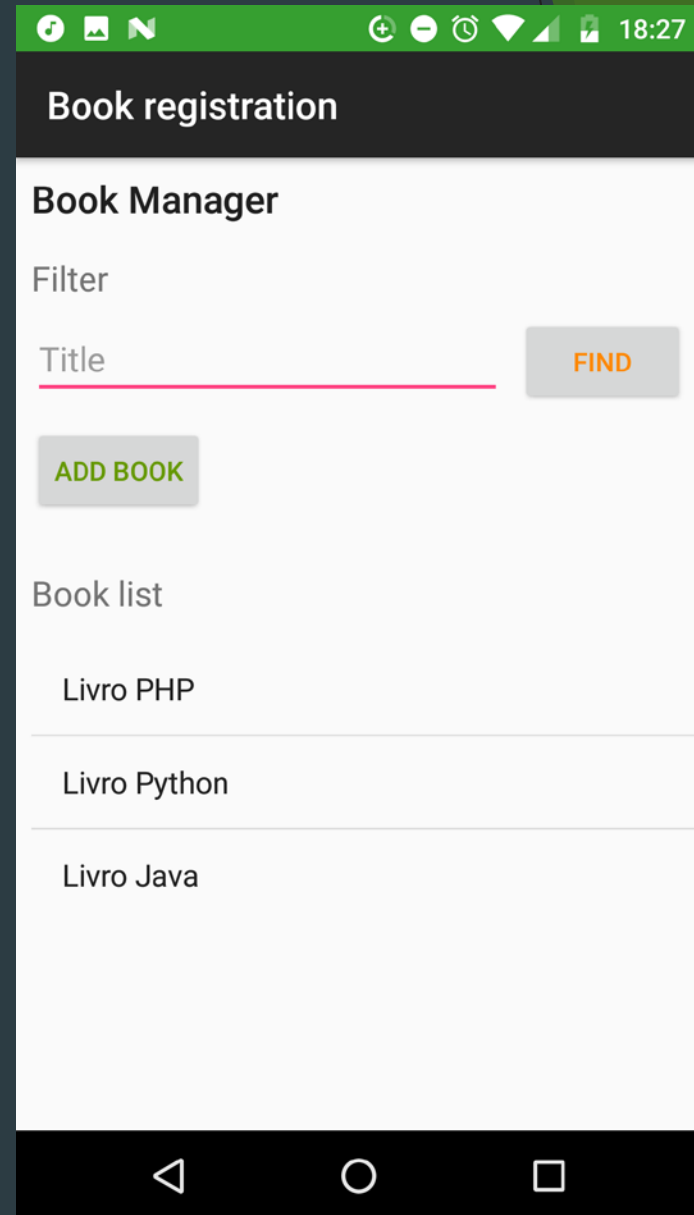 18:27
Book registration
Book Manager
Filter
Title
FIND
ADD BOOK
Book list
Livro PHP
Livro Python
Livro Java